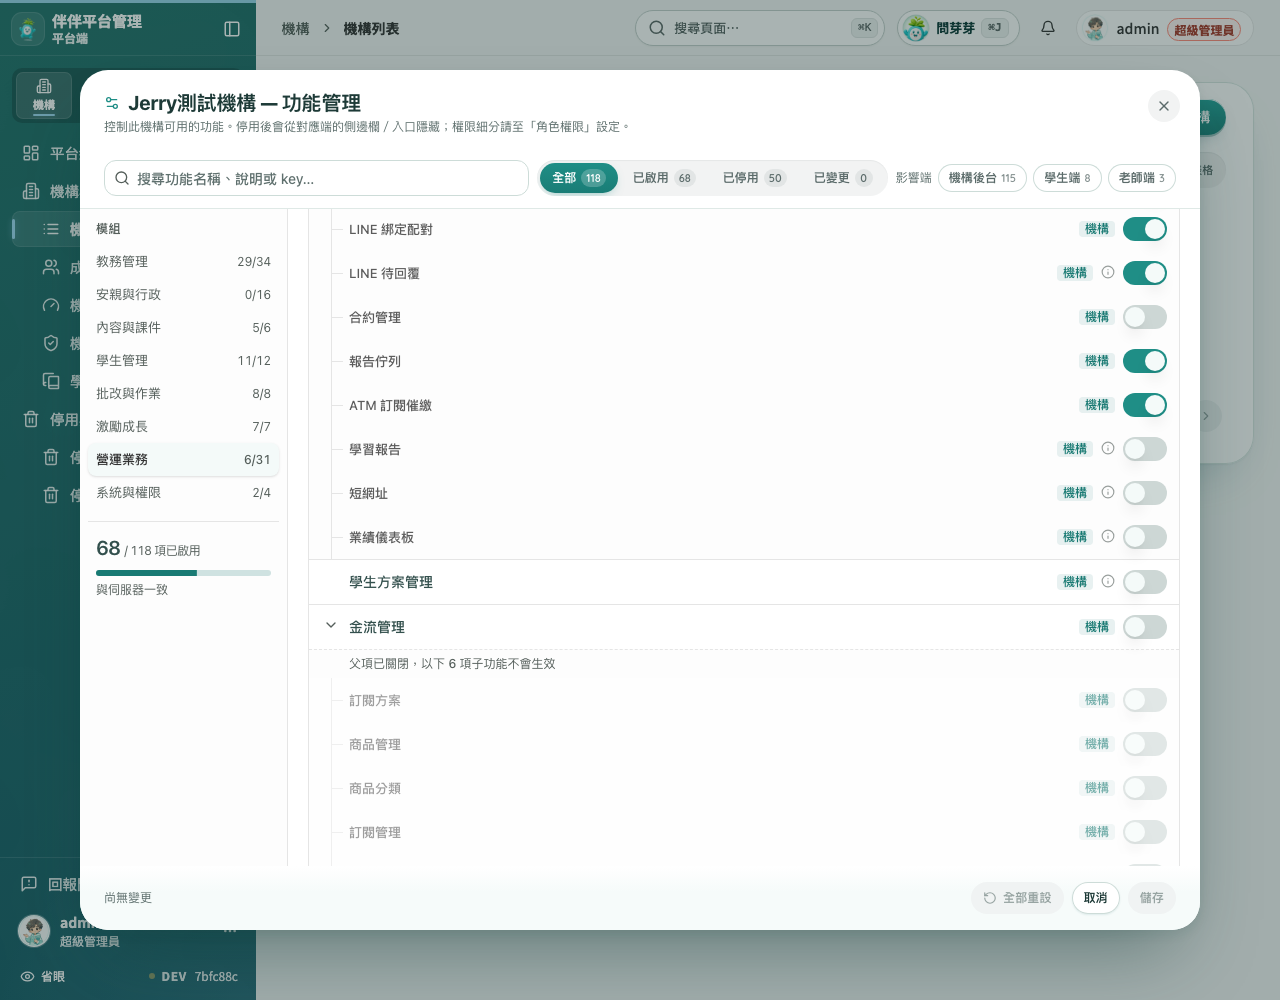 伴伴平台管理
平台端
機構
機構列表
搜尋頁面…
⌘K
問芽芽
⌘J
admin
超級管理員
機構
平台
機構
停用
Jerry測試機構 — 功能管理
控制此機構可用的功能。停用後會從對應端的側邊欄 / 入口隱藏；權限細分請至「角色權限」設定。
搜尋功能名稱、說明或 key...
全部 118
已啟用 68
已停用 50
已變更 0
影響端
機構後台 115
學生端 8
老師端 3
模組
教務管理 29/34
安親與行政 0/16
內容與課件 5/6
學生管理 11/12
批改與作業 8/8
激勵成長 7/7
營運業務 6/31
系統與權限 2/4
68 / 118 項已啟用
與伺服器一致
LINE 綁定配對 機構
LINE 待回覆 機構
合約管理 機構
報告佇列 機構
ATM 訂閱催繳 機構
學習報告 機構
短網址 機構
業績儀表板 機構
學生方案管理 機構
金流管理 機構
父項已關閉，以下 6 項子功能不會生效
訂閱方案 機構
商品管理 機構
商品分類 機構
訂閱管理 機構
尚無變更
全部重設
取消
儲存
回報
adm
超級管理員
省眼
DEV 7bfc88c